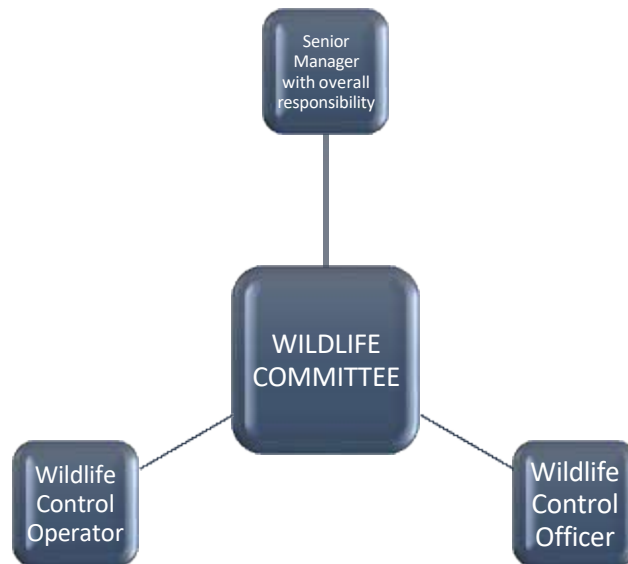 Senior
Manager
with overall
responsibility
WILDLIFE
COMMITTEE
Wildlife
Control
Operator
Wildlife
Control
Officer